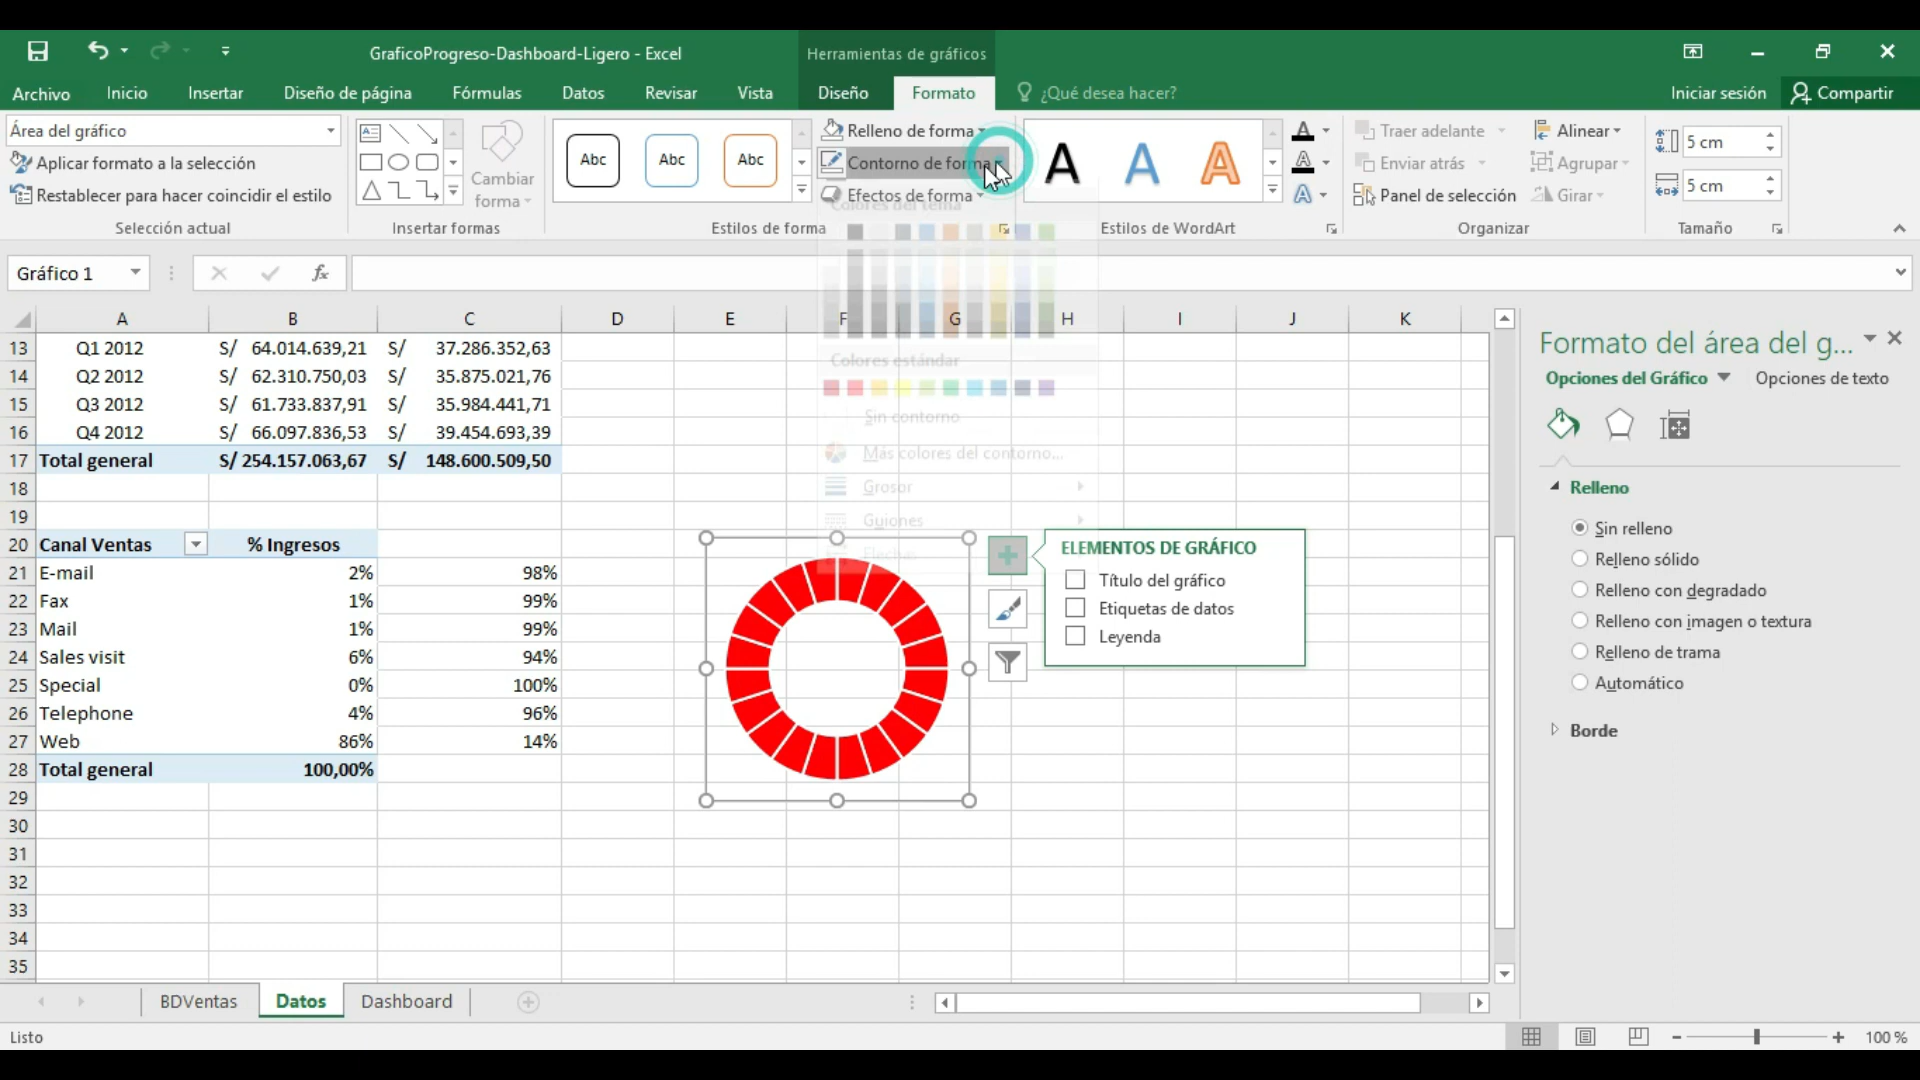 GraficoProgreso-Dashboard-Ligero - Excel
Herramientas de gráficos
Archivo Inicio Insertar Diseño de página Fórmulas Datos Revisar Vista Diseño Formato ¿Qué desea hacer? Iniciar sesión Compartir
Área del gráfico
Aplicar formato a la selección
Restablecer para hacer coincidir el estilo
Selección actual
Cambiar
forma
Insertar formas
Abc Abc Abc
Relleno de forma
Contorno de forma
Efectos de forma
Estilos de forma
A A A
A
A
A
Estilos de WordArt
Traer adelante
Enviar atrás
Panel de selección
Alinear
Agrupar
Girar
Organizar
5 cm
5 cm
Tamaño
Colores del tema
Colores estándar
Sin contorno
Más colores del contorno...
Grosor
Guiones
Gráfico 1
fx
A B C D E F G H I J K
13 Q1 2012 S/ 64.014.639,21 S/ 37.286.352,63
14 Q2 2012 S/ 62.310.750,03 S/ 35.875.021,76
15 Q3 2012 S/ 61.733.837,91 S/ 35.984.441,71
16 Q4 2012 S/ 66.097.836,53 S/ 39.454.693,39
17 Total general S/ 254.157.063,67 S/ 148.600.509,50
18
19
20 Canal Ventas % Ingresos
21 E-mail 2% 98%
22 Fax 1% 99%
23 Mail 1% 99%
24 Sales visit 6% 94%
25 Special 0% 100%
26 Telephone 4% 96%
27 Web 86% 14%
28 Total general 100,00%
29
30
31
32
33
34
35
ELEMENTOS DE GRÁFICO
Título del gráfico
Etiquetas de datos
Leyenda
Formato del área del g...
Opciones del Gráfico Opciones de texto
Relleno
Sin relleno
Relleno sólido
Relleno con degradado
Relleno con imagen o textura
Relleno de trama
Automático
Borde
BDVentas Datos Dashboard
Listo
100 %